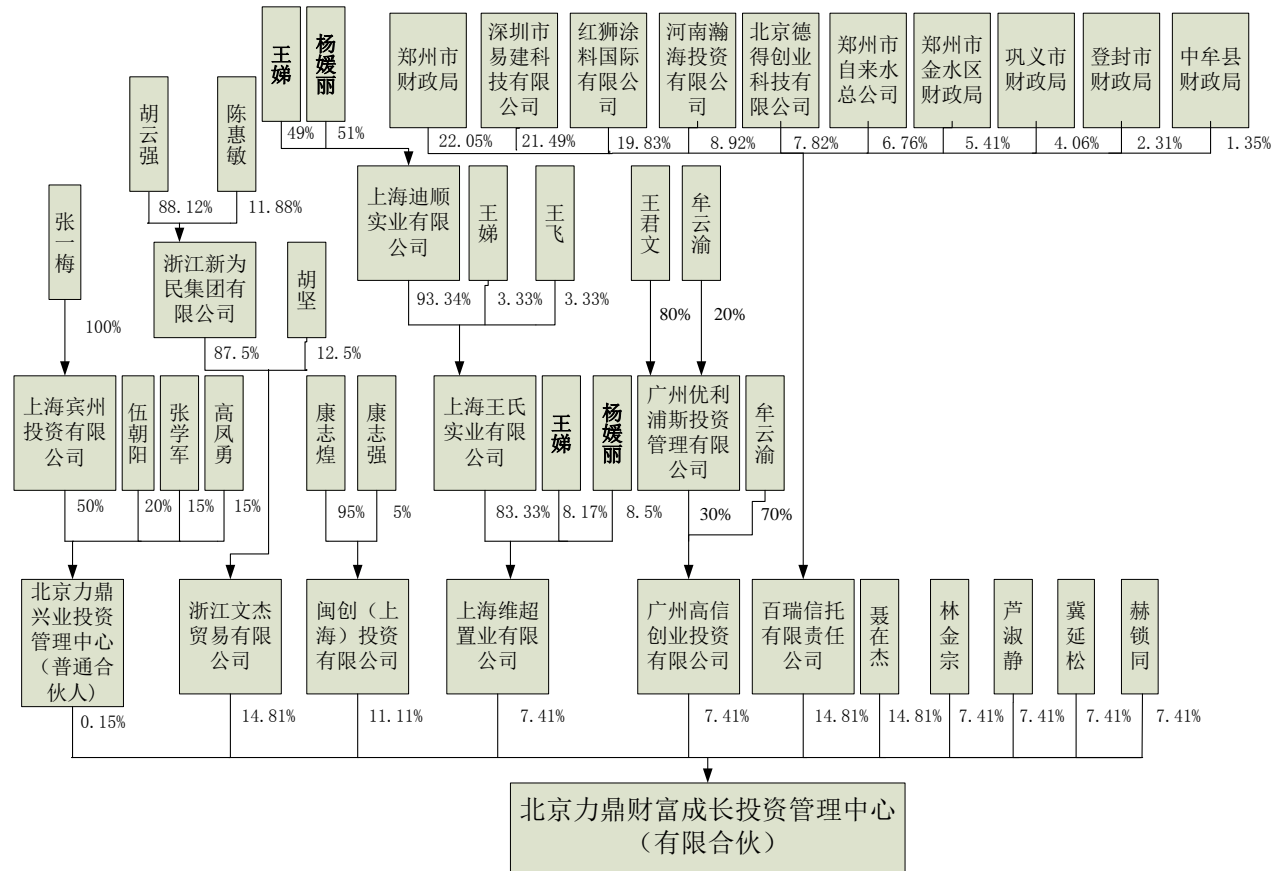 王娣
杨媛丽
郑州市
财政局
深圳市
易建科
技有限
公司
红狮涂
料国际
有限公
司
河南瀚
海投资
有限公
司
北京德
得创业
科技有
限公司
郑州市
自来水
总公司
郑州市
金水区
财政局
巩义市
财政局
登封市
财政局
中牟县
财政局
49%
51%
22.05%
21.49%
19.83%
8.92%
7.82%
6.76%
5.41%
4.06%
2.31%
1.35%
胡云强
陈惠敏
88.12%
11.88%
张一梅
上海迪顺
实业有限
公司
王娣
王飞
王君文
牟云渝
浙江新为
民集团有
限公司
胡坚
93.34%
3.33%
3.33%
80%
20%
100%
87.5%
12.5%
上海宾州
投资有限
公司
伍朝阳
张学军
高凤勇
康志煌
康志强
上海王氏
实业有限
公司
王娣
杨媛丽
广州优利
浦斯投资
管理有限
公司
牟云渝
50%
20%
15%
15%
95%
5%
83.33%
8.17%
8.5%
30%
70%
北京力鼎
兴业投资
管理中心
（普通合
伙人)
浙江文杰
贸易有限
公司
闽创（上
海）投资
有限公司
上海维超
置业有限
公司
广州高信
创业投资
有限公司
百瑞信托
有限责任
公司
聂在杰
林金宗
芦淑静
冀延松
赫锁同
0.15%
14.81%
11.11%
7.41%
7.41%
14.81%
14.81%
7.41%
7.41%
7.41%
7.41%
北京力鼎财富成长投资管理中心
（有限合伙）